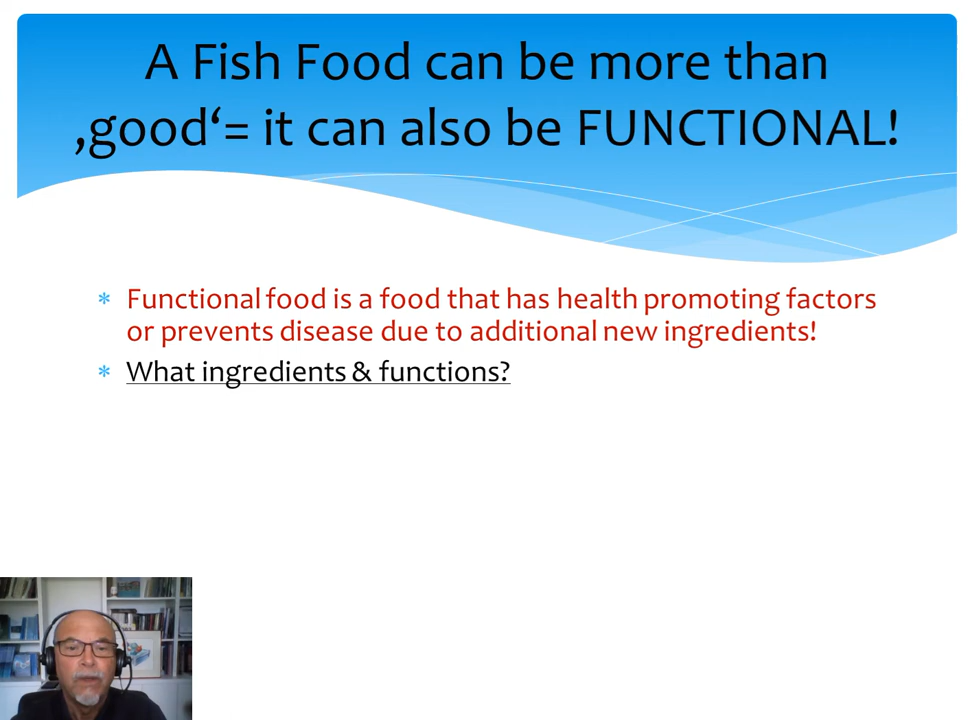 A Fish Food can be more than
‚good‘= it can also be FUNCTIONAL!
* Functional food is a food that has health promoting factors
or prevents disease due to additional new ingredients!
* What ingredients & functions?